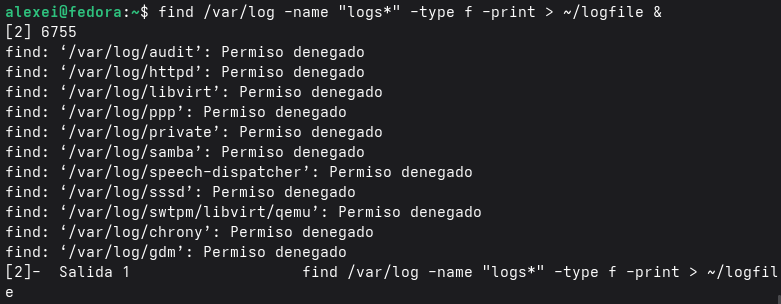 alexei@fedora:~$ find /var/log -name "logs*" -type f -print > ~/logfile &
[2] 6755
find: ‘/var/log/audit’: Permiso denegado
find: ‘/var/log/httpd’: Permiso denegado
find: ‘/var/log/libvirt’: Permiso denegado
find: ‘/var/log/ppp’: Permiso denegado
find: ‘/var/log/private’: Permiso denegado
find: ‘/var/log/samba’: Permiso denegado
find: ‘/var/log/speech-dispatcher’: Permiso denegado
find: ‘/var/log/sssd’: Permiso denegado
find: ‘/var/log/swtpm/libvirt/qemu’: Permiso denegado
find: ‘/var/log/chrony’: Permiso denegado
find: ‘/var/log/gdm’: Permiso denegado
[2]-  Salida 1                   find /var/log -name "logs*" -type f -print > ~/logfil
e